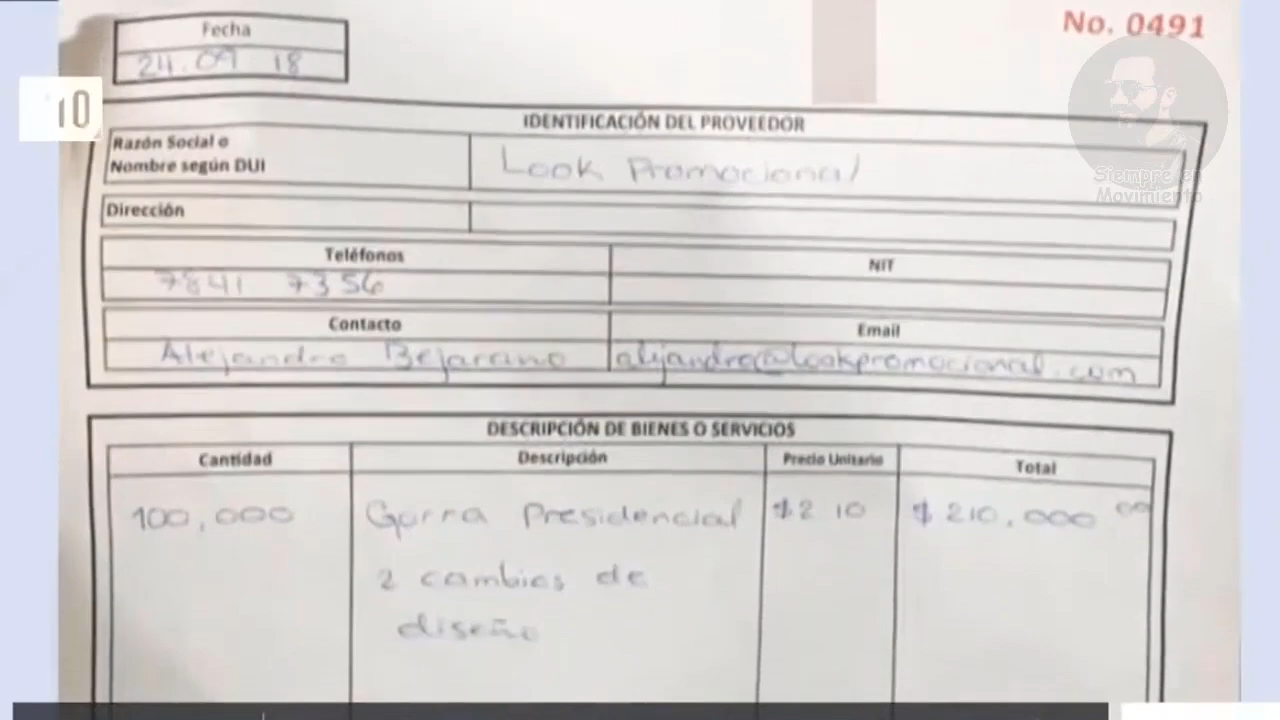 Fecha
24.09 18
No. 0491
10
IDENTIFICACIÓN DEL PROVEEDOR
Razón Social o
Nombre según DUI
Look Promocional
Siempre en
Movimiento
Dirección
Teléfonos
NIT
7841 7356
Contacto
Email
Alejandro Bejarano
alejandro@lookpromocional.com
DESCRIPCIÓN DE BIENES O SERVICIOS
Cantidad
Descripción
Precio Unitario
Total
100,000
Gorra Presidencial
$2 10
$ 210,000 00
2 cambios de
diseño